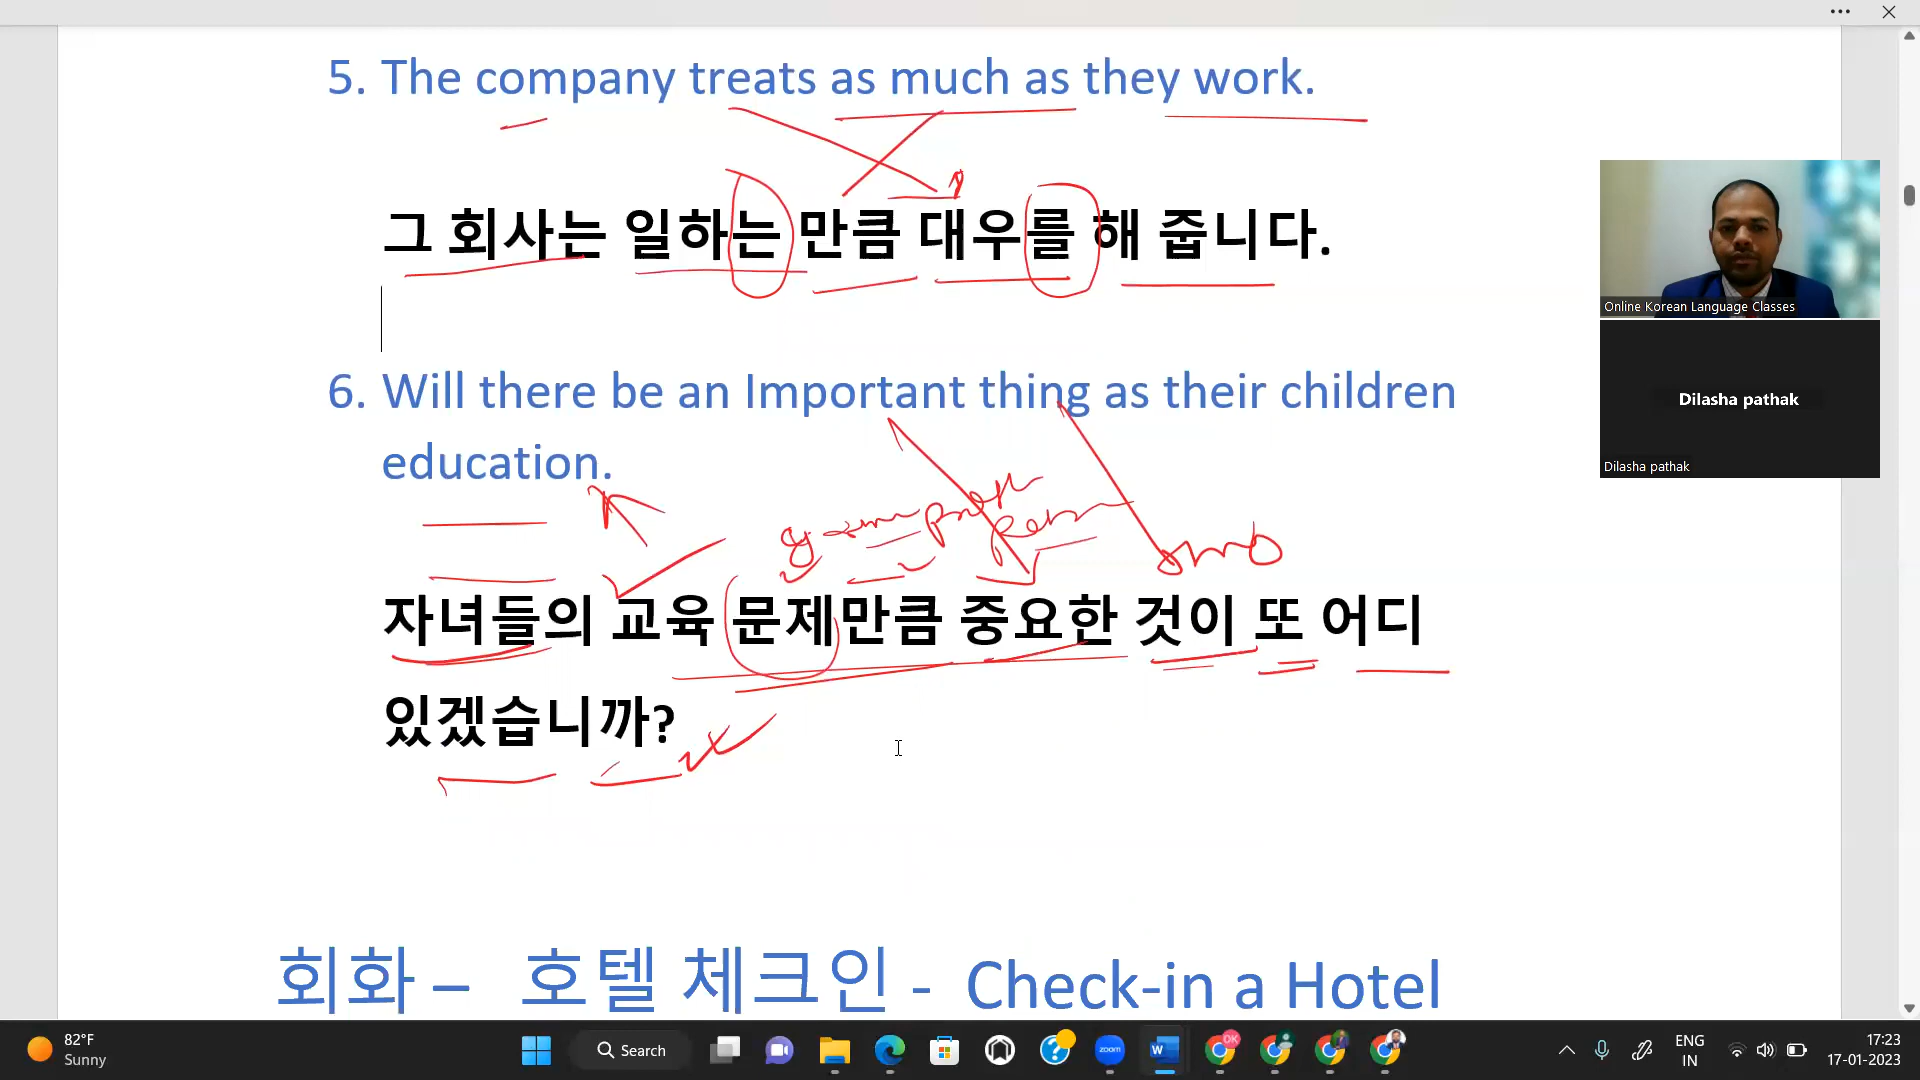 5. The company treats as much as they work.
그 회사는 일하는 만큼 대우를 해 줍니다.
6. Will there be an Important thing as their children
education.
자녀들의 교육 문제만큼 중요한 것이 또 어디
있겠습니까?
회화 – 호텔 체크인 - Check-in a Hotel
Online Korean Language Classes
Dilasha pathak
Dilasha pathak
82°F
Sunny
Search
zoom
W
DK
ENG
IN
17:23
17-01-2023